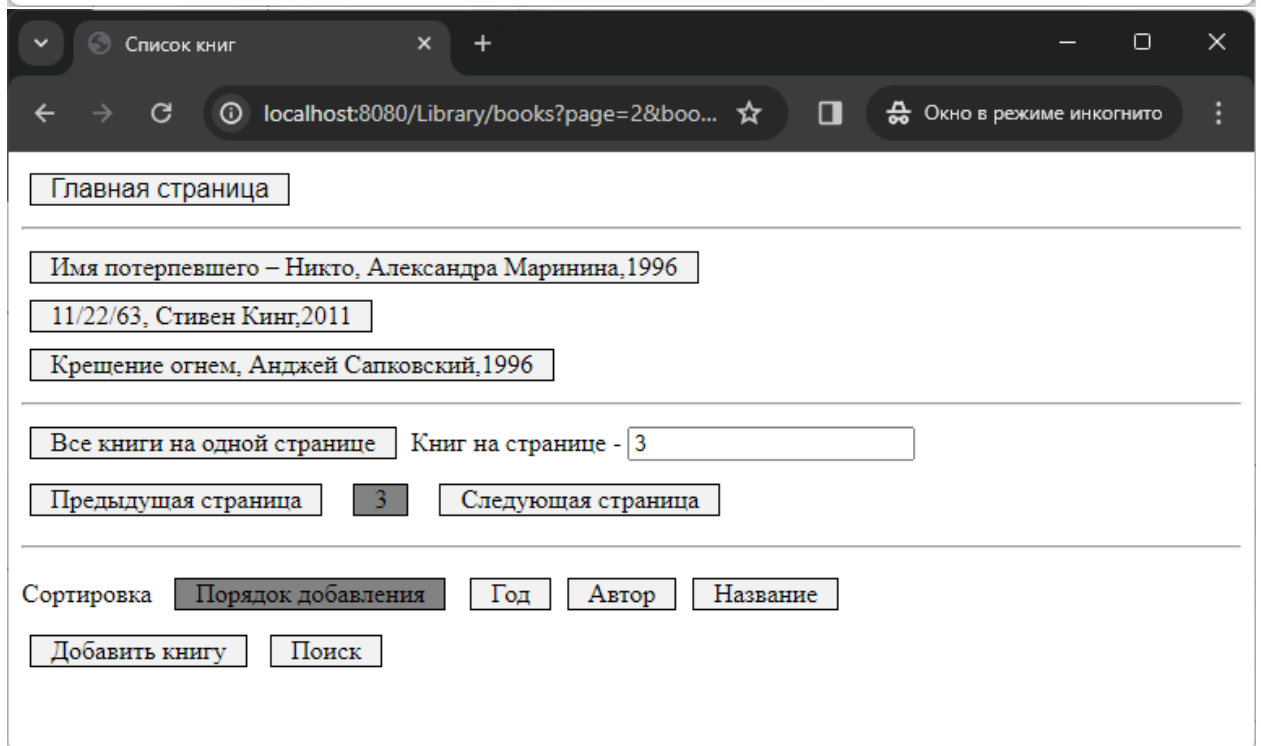 Список книг
localhost:8080/Library/books?page=2&boo... Окно в режиме инкогнито
Главная страница
Имя потерпевшего – Никто, Александра Маринина,1996
11/22/63, Стивен Кинг,2011
Крещение огнем, Анджей Сапковский,1996
Все книги на одной странице Книг на странице - 3
Предыдущая страница 3 Следующая страница
Сортировка Порядок добавления Год Автор Название
Добавить книгу Поиск